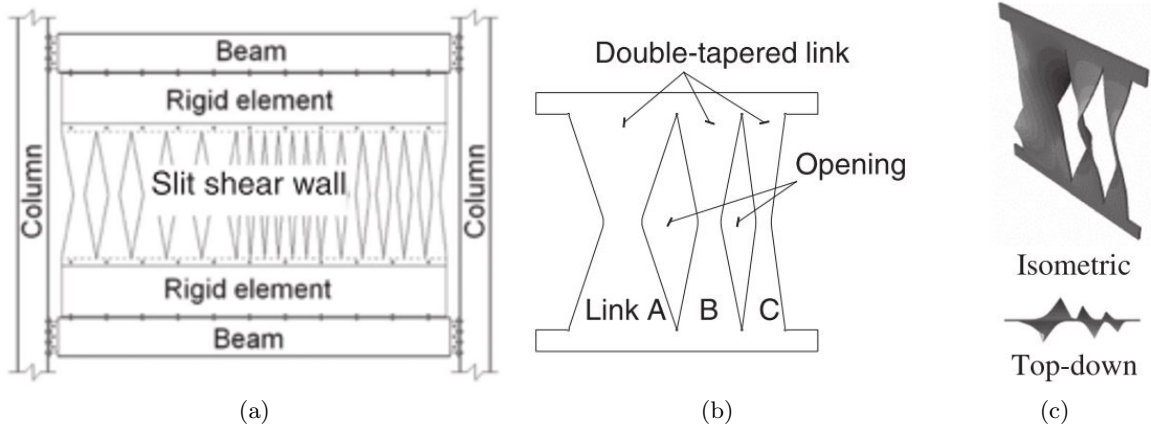 Beam
Rigid element
Column
Slit shear wall
Column
Rigid element
Beam
(a)
Double-tapered link
Opening
Link A
B
C
(b)
Isometric
Top-down
(c)